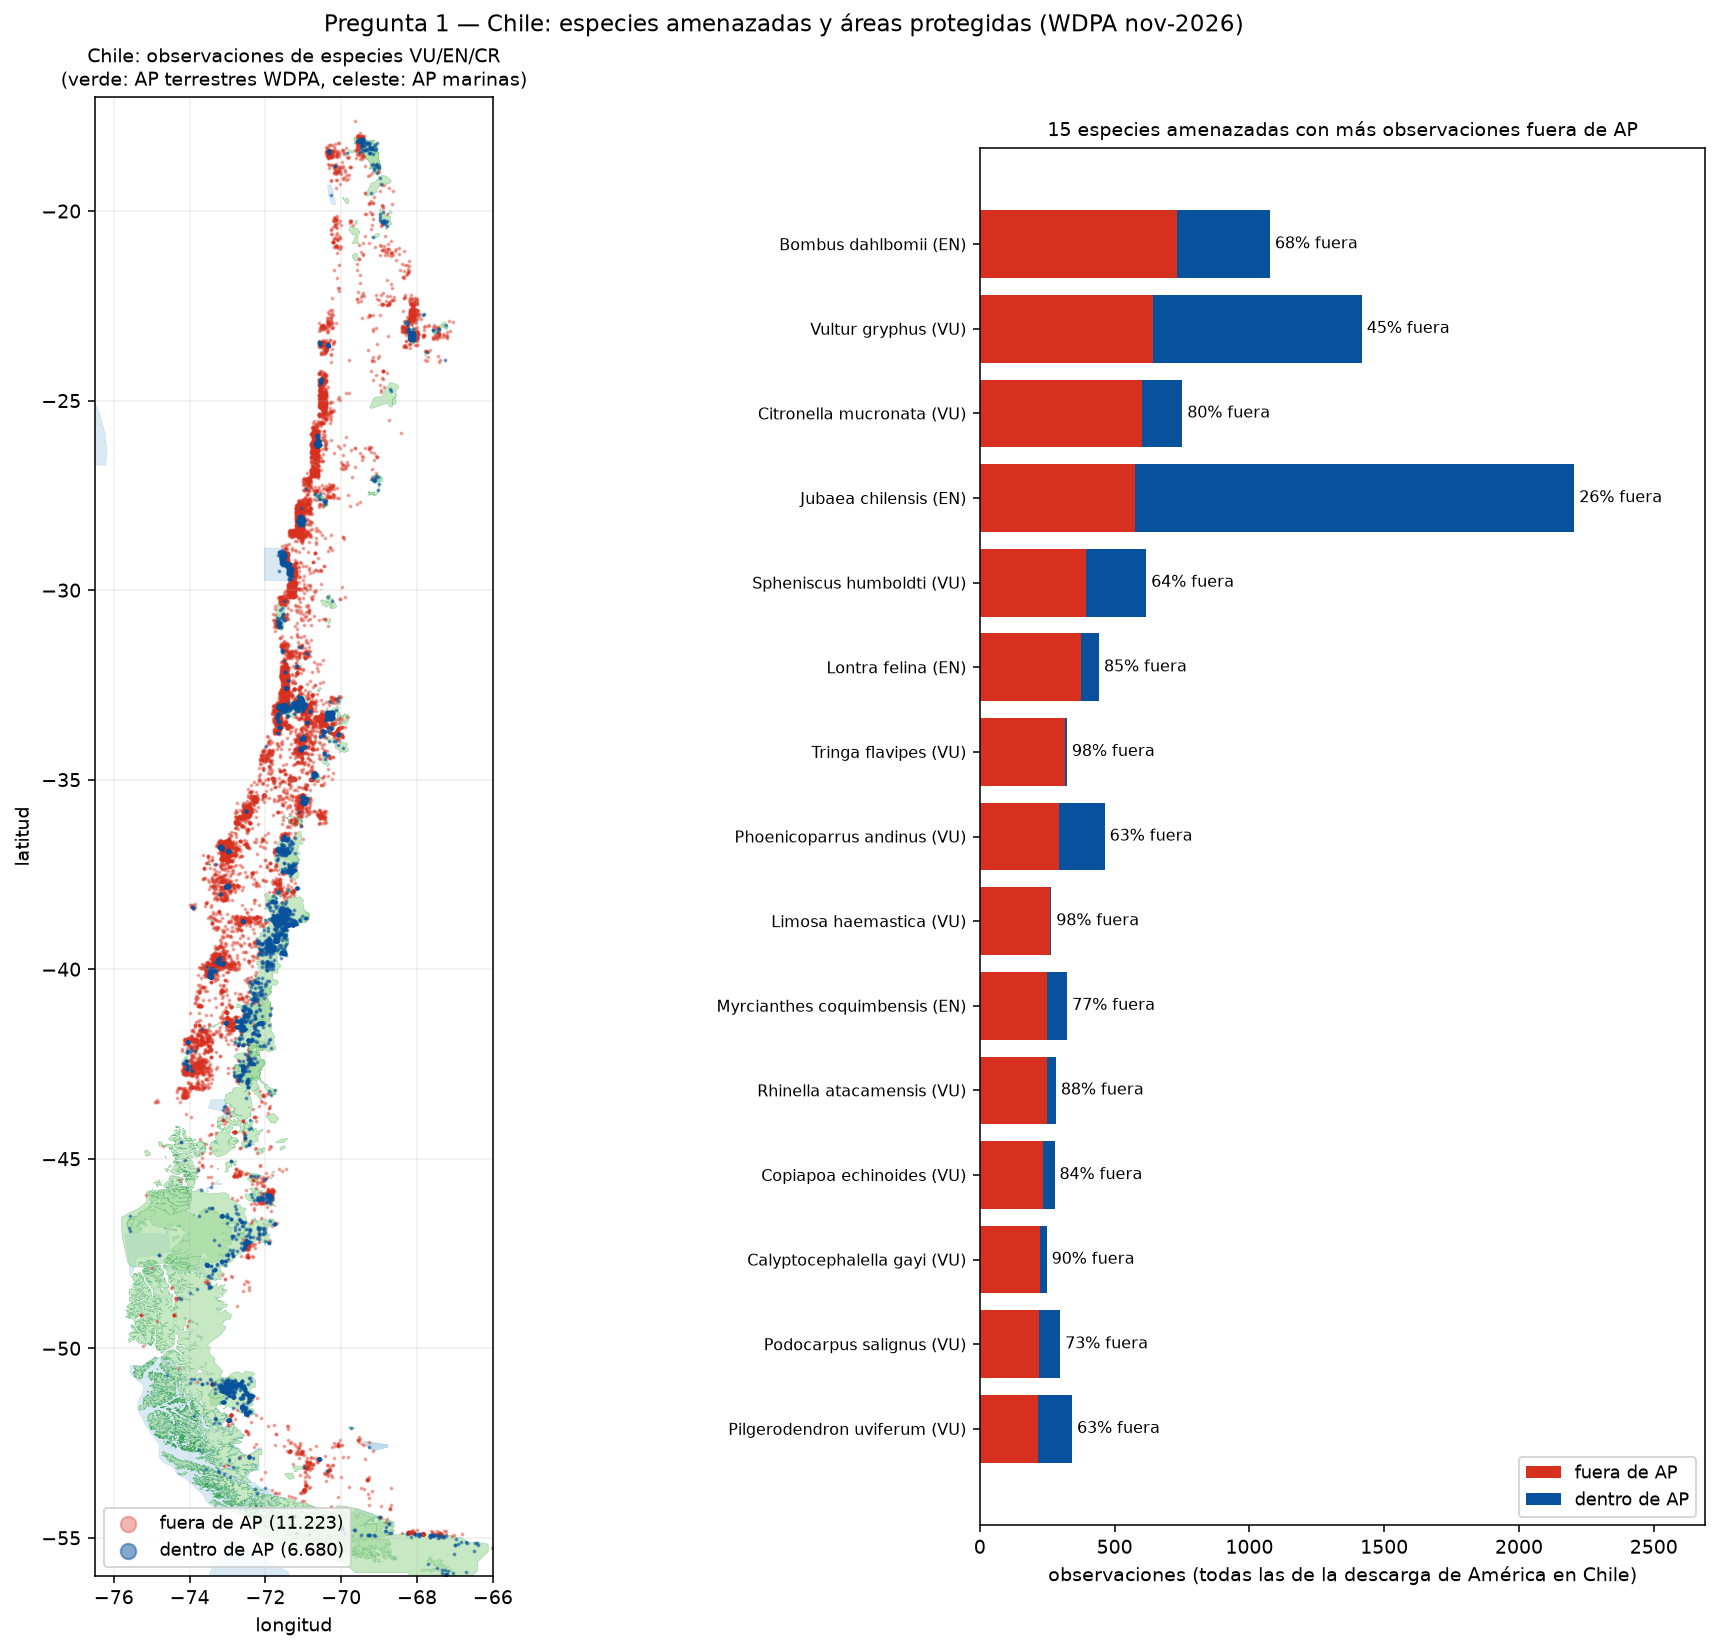 Pregunta 1 — Chile: especies amenazadas y áreas protegidas (WDPA nov-2026)
Chile: observaciones de especies VU/EN/CR
(verde: AP terrestres WDPA, celeste: AP marinas)
−20
−25
−30
−35
−40
−45
−50
−55
latitud
fuera de AP (11.223)
dentro de AP (6.680)
−76
−74
−72
−70
−68
−66
longitud
15 especies amenazadas con más observaciones fuera de AP
Bombus dahlbomii (EN)
68% fuera
Vultur gryphus (VU)
45% fuera
Citronella mucronata (VU)
80% fuera
Jubaea chilensis (EN)
26% fuera
Spheniscus humboldti (VU)
64% fuera
Lontra felina (EN)
85% fuera
Tringa flavipes (VU)
98% fuera
Phoenicoparrus andinus (VU)
63% fuera
Limosa haemastica (VU)
98% fuera
Myrcianthes coquimbensis (EN)
77% fuera
Rhinella atacamensis (VU)
88% fuera
Copiapoa echinoides (VU)
84% fuera
Calyptocephalella gayi (VU)
90% fuera
Podocarpus salignus (VU)
73% fuera
Pilgerodendron uviferum (VU)
63% fuera
fuera de AP
dentro de AP
0
500
1000
1500
2000
2500
observaciones (todas las de la descarga de América en Chile)